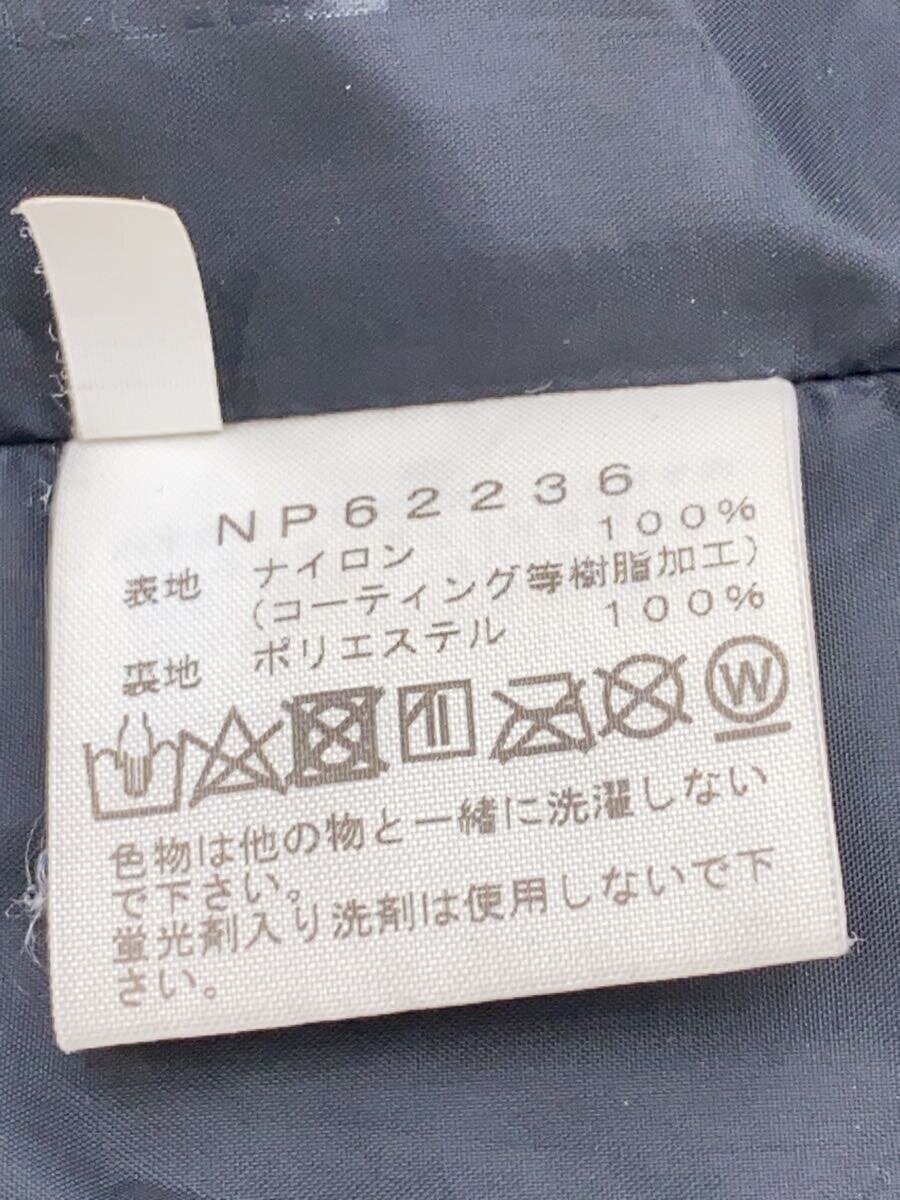 NP62236
表地 ナイロン 100%
(コーティング等樹脂加工)
裏地 ポリエステル 100%
W
色物は他の物と一緒に洗濯しない
で下さい。
蛍光剤入り洗剤は使用しないで下
さい。